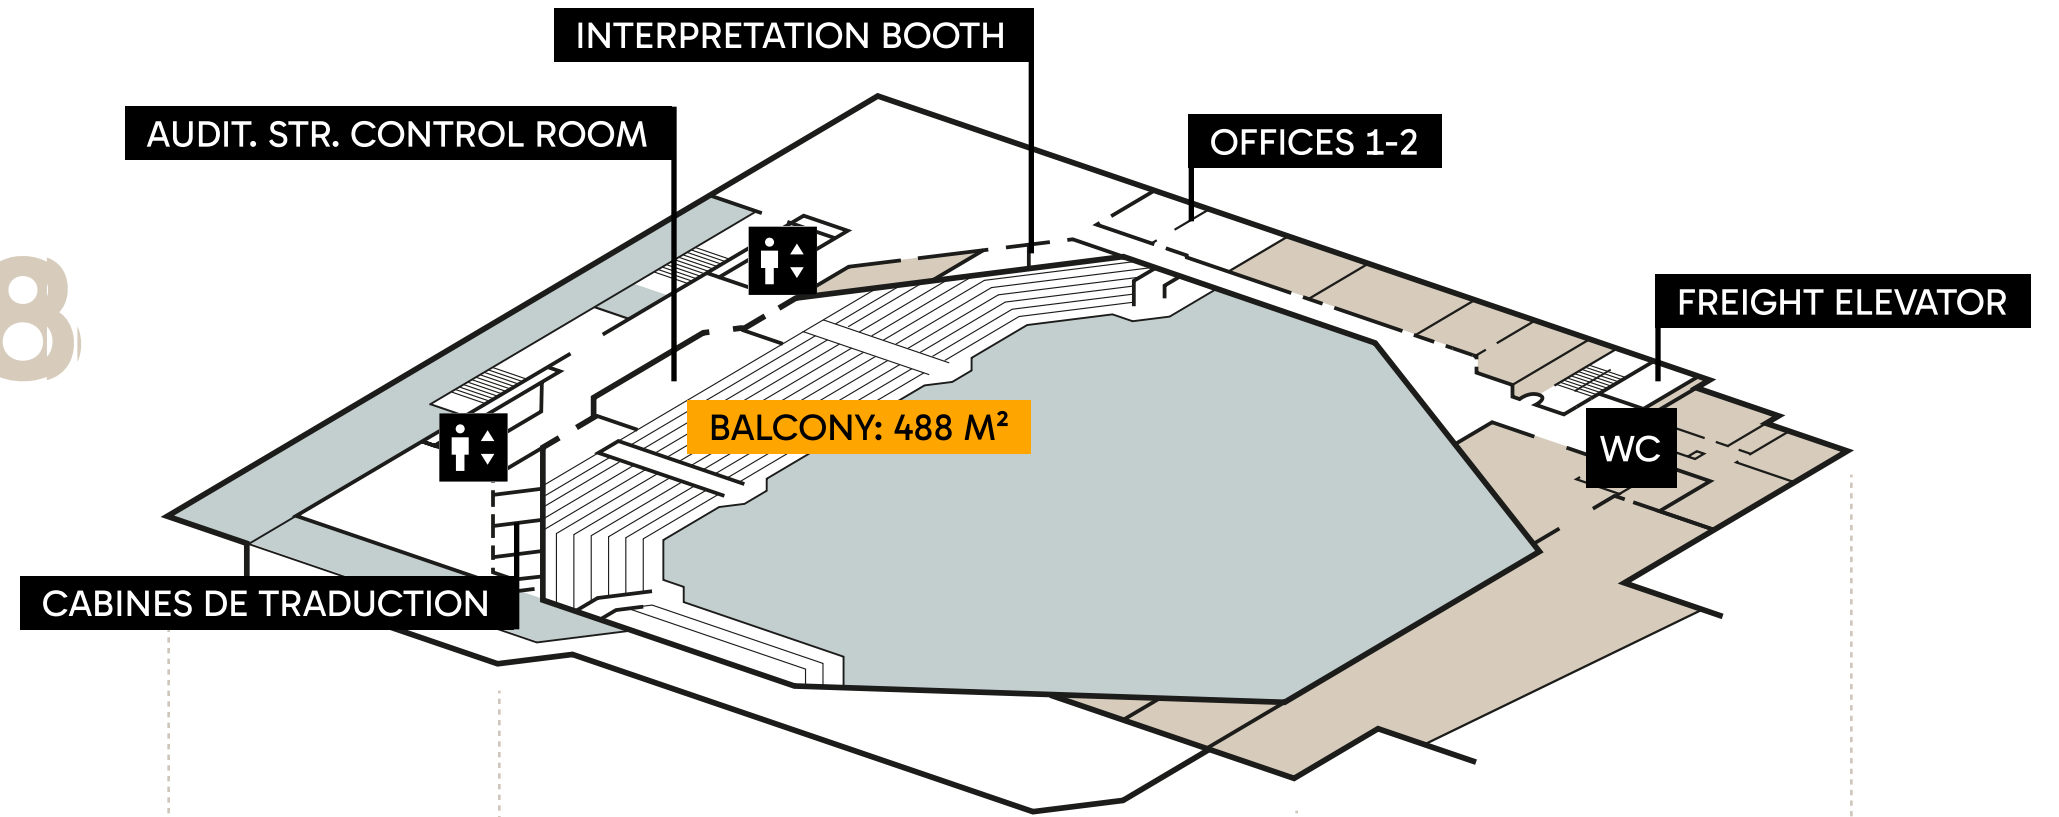 INTERPRETATION BOOTH
AUDIT. STR. CONTROL ROOM
OFFICES 1-2
8
FREIGHT ELEVATOR
BALCONY: 488 M²
WC
CABINES DE TRADUCTION